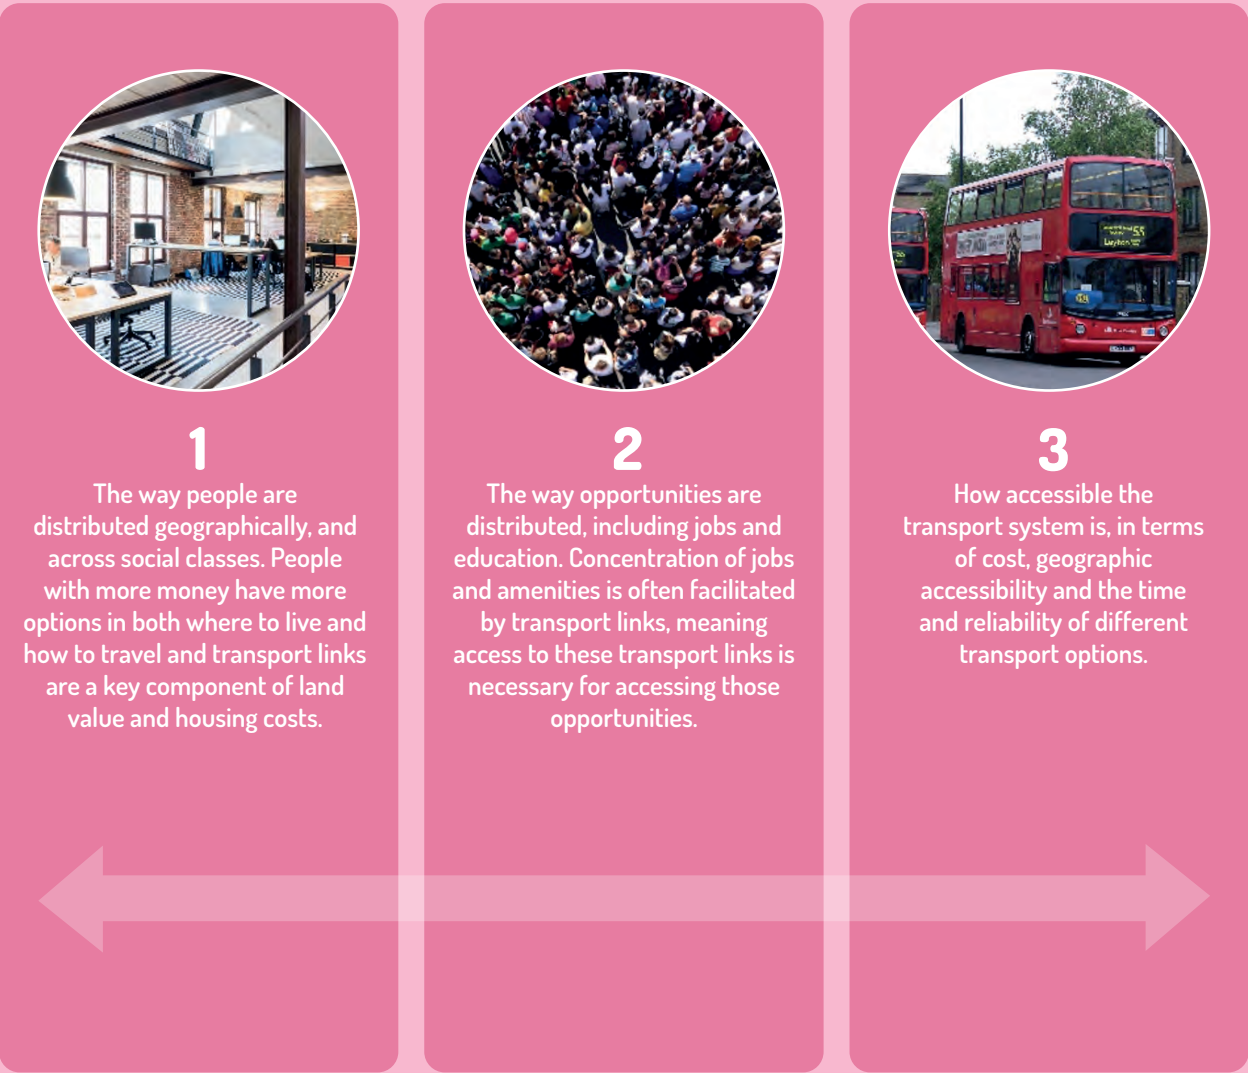 55
Leyton
1
The way people are
distributed geographically, and
across social classes. People
with more money have more
options in both where to live and
how to travel and transport links
are a key component of land
value and housing costs.
2
The way opportunities are
distributed, including jobs and
education. Concentration of jobs
and amenities is often facilitated
by transport links, meaning
access to these transport links is
necessary for accessing those
opportunities.
3
How accessible the
transport system is, in terms
of cost, geographic
accessibility and the time
and reliability of different
transport options.